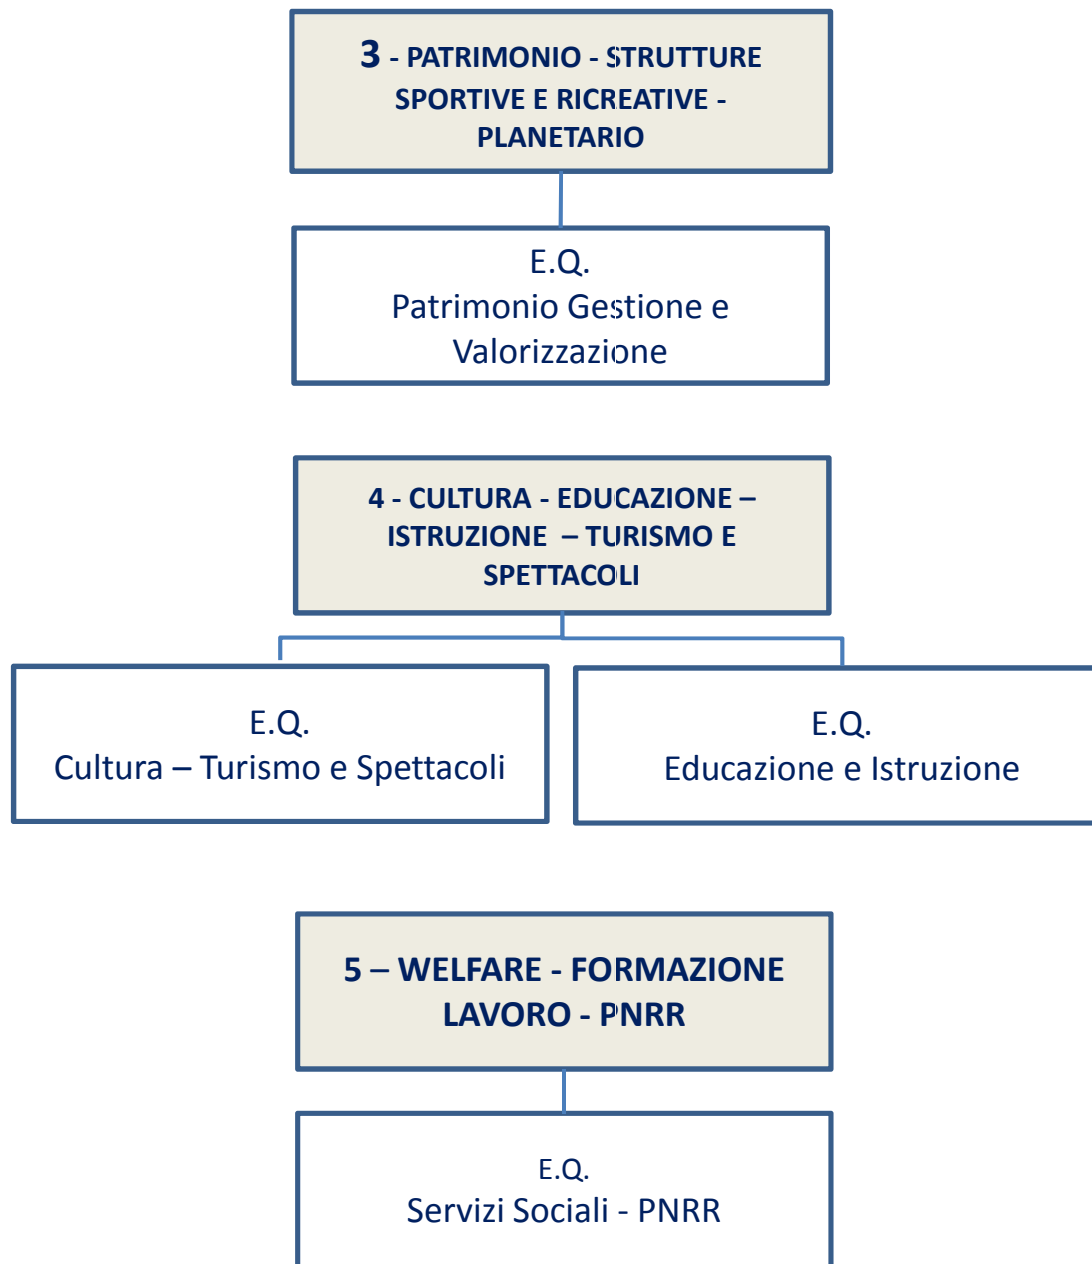 3 - PATRIMONIO - STRUTTURE
SPORTIVE E RICREATIVE -
PLANETARIO
E.Q.
Patrimonio Gestione e
Valorizzazione
4 - CULTURA - EDUCAZIONE –
ISTRUZIONE – TURISMO E
SPETTACOLI
E.Q.
Cultura – Turismo e Spettacoli
E.Q.
Educazione e Istruzione
5 – WELFARE - FORMAZIONE
LAVORO - PNRR
E.Q.
Servizi Sociali - PNRR